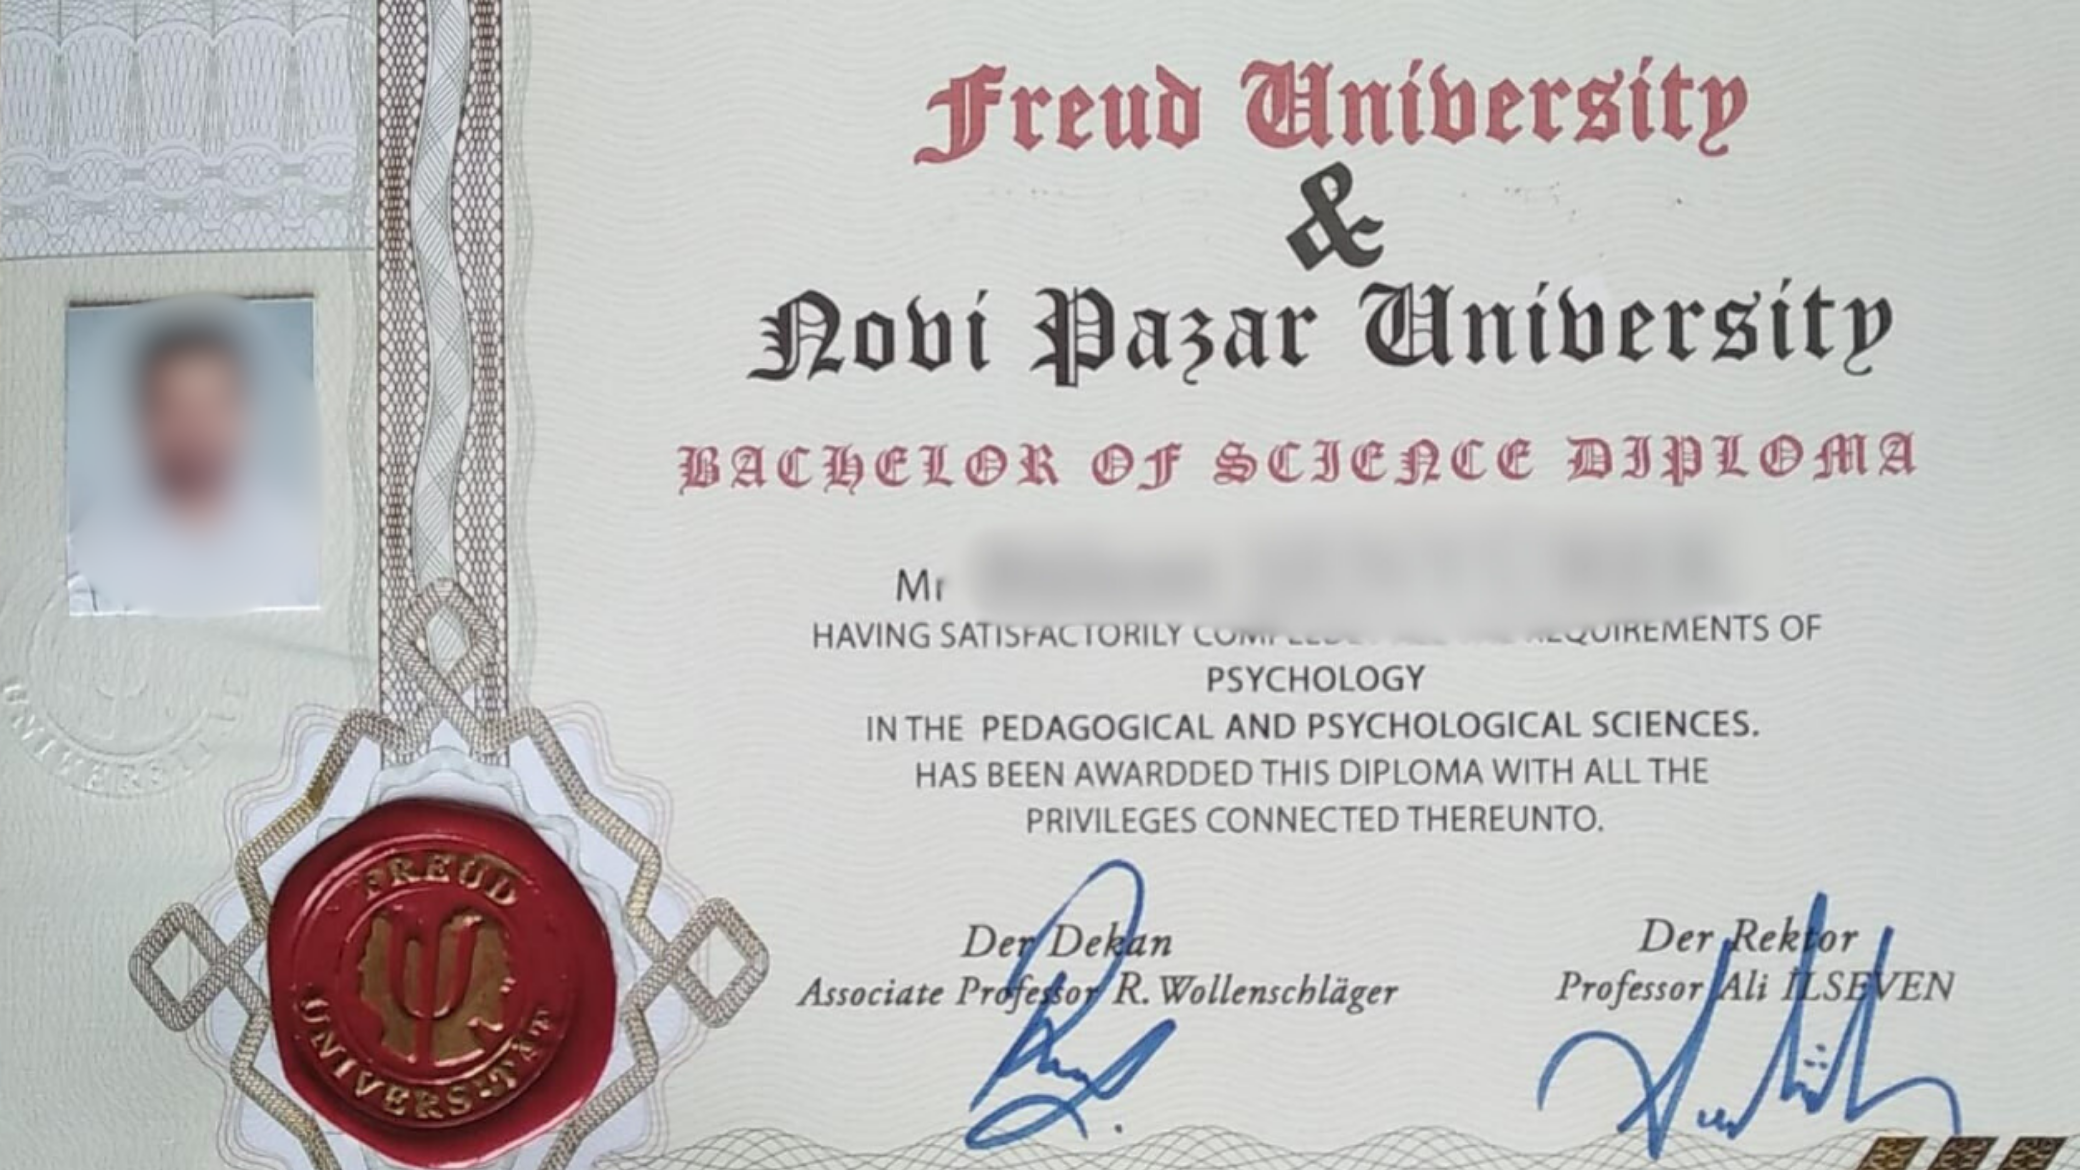 Freud University
&
Novi Pazar University
BACHELOR OF SCIENCE DIPLOMA
Mr
HAVING SATISFACTORILY REQUIREMENTS OF
PSYCHOLOGY
IN THE PEDAGOGICAL AND PSYCHOLOGICAL SCIENCES.
HAS BEEN AWARDDED THIS DIPLOMA WITH ALL THE
PRIVILEGES CONNECTED THEREUNTO.
Der Dekan
Associate Professor R. Wollenschläger
Der Rektor
Professor Ali İLSEVEN
FREUD
UNIVERSITÄT